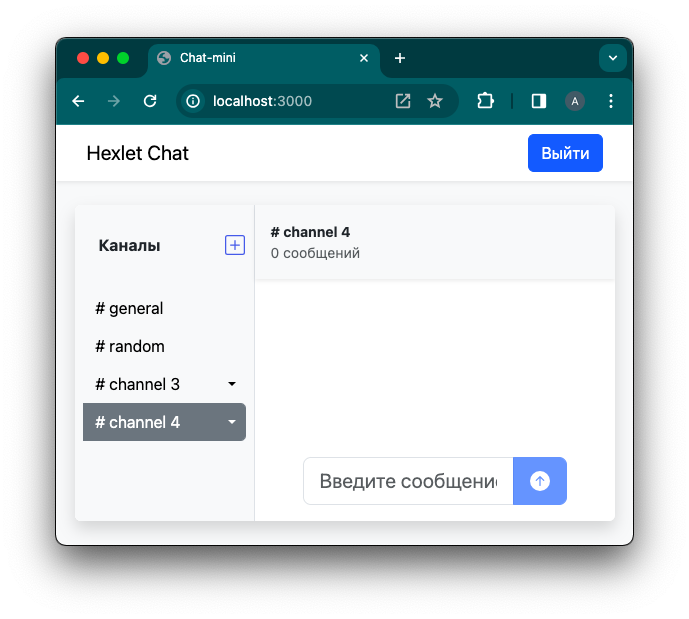 Chat-mini
localhost:3000
A
Hexlet Chat
Выйти
Каналы
# general
# random
# channel 3
# channel 4
# channel 4
0 сообщений
Введите сообщени